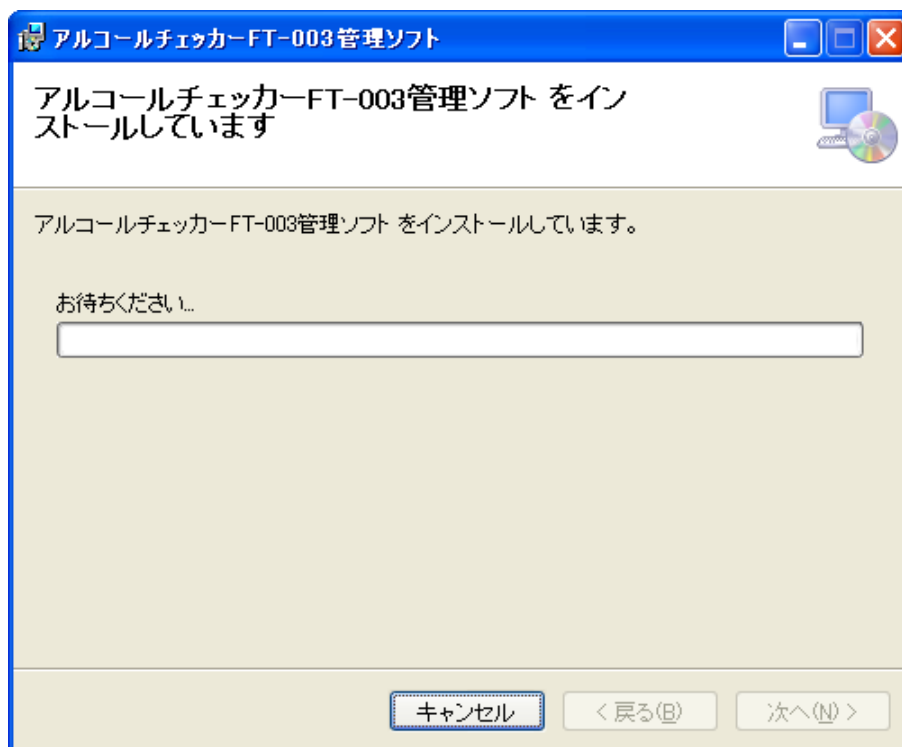 アルコールチェッカーFT-003管理ソフト
アルコールチェッカーFT-003管理ソフト をイン
ストールしています
アルコールチェッカーFT-003管理ソフト をインストールしています。
お待ちください...
キャンセル
< 戻る(B)
次へ(N) >